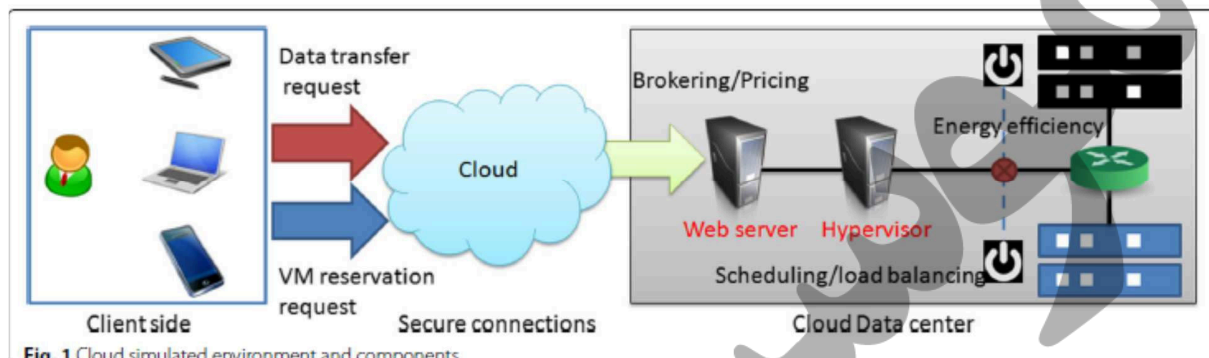 Data transfer
request
Brokering/Pricing
Energy efficiency
Cloud
Web server
Hypervisor
VM reservation
request
Scheduling/load balancing
Client side
Secure connections
Cloud Data center
Fig. 1 Cloud simulated environment and components